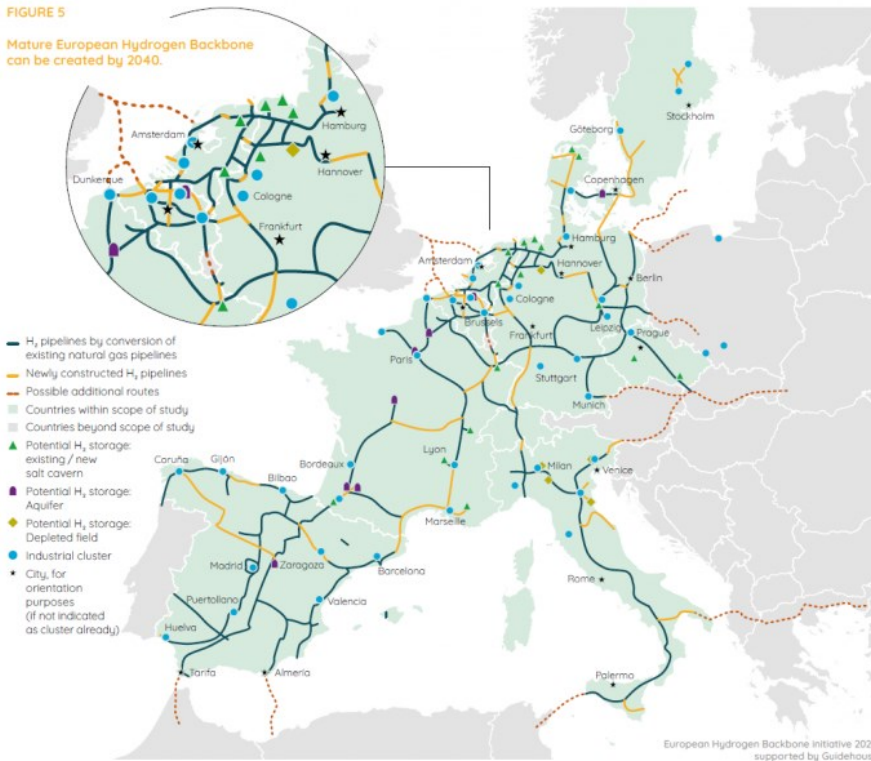 FIGURE 5
Mature European Hydrogen Backbone
can be created by 2040.
Amsterdam
Hamburg
Hannover
Dunkerque
Cologne
Frankfurt
Stockholm
Göteborg
Copenhagen
Hamburg
Amsterdam
Hannover
Berlin
Cologne
Brussels
Leipzig
Prague
Frankfurt
Paris
Stuttgart
Munich
Lyon
Milan
Venice
Bordeaux
Coruña
Gijón
Bilbao
Marseille
Madrid
Zaragoza
Barcelona
Rome
Puertollano
Valencia
Huelva
Tarifa
Almería
Palermo
H₂ pipelines by conversion of
existing natural gas pipelines
Newly constructed H₂ pipelines
Possible additional routes
Countries within scope of study
Countries beyond scope of study
Potential H₂ storage:
existing / new
salt cavern
Potential H₂ storage:
Aquifer
Potential H₂ storage:
Depleted field
Industrial cluster
City, for
orientation
purposes
(if not indicated
as cluster already)
European Hydrogen Backbone Initiative 202
supported by Guidehous